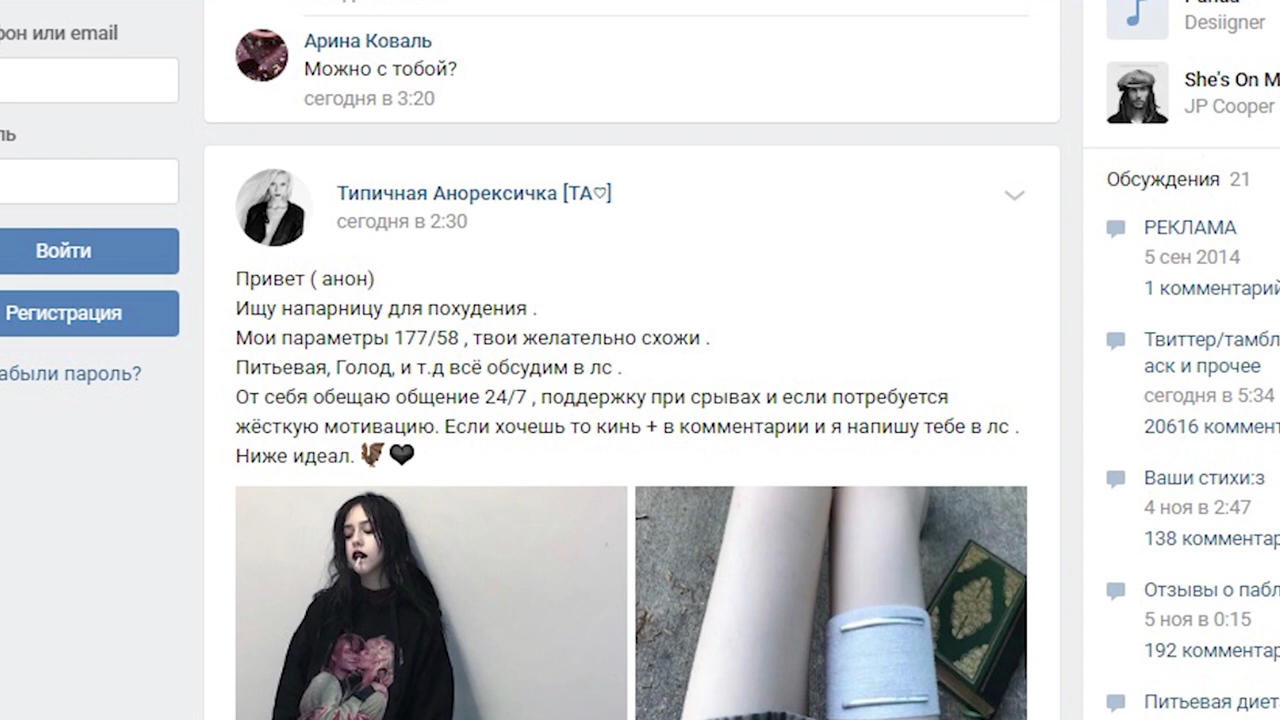 фон или email
ль
Войти
Регистрация
абыли пароль?
Арина Коваль
Можно с тобой?
сегодня в 3:20
Типичная Анорексичка [ТА♡]
сегодня в 2:30
Привет ( анон)
Ищу напарницу для похудения .
Мои параметры 177/58 , твои желательно схожи .
Питьевая, Голод, и т.д всё обсудим в лс .
От себя обещаю общение 24/7 , поддержку при срывах и если потребуется
жёсткую мотивацию. Если хочешь то кинь + в комментарии и я напишу тебе в лс .
Ниже идеал.
Desiigner
She's On M
JP Cooper
Обсуждения 21
РЕКЛАМА
5 сен 2014
1 комментарий
Твиттер/тамбл
аск и прочее
сегодня в 5:34
20616 коммент
Ваши стихи:з
4 ноя в 2:47
138 комментар
Отзывы о пабл
5 ноя в 0:15
192 комментар
Питьевая диет